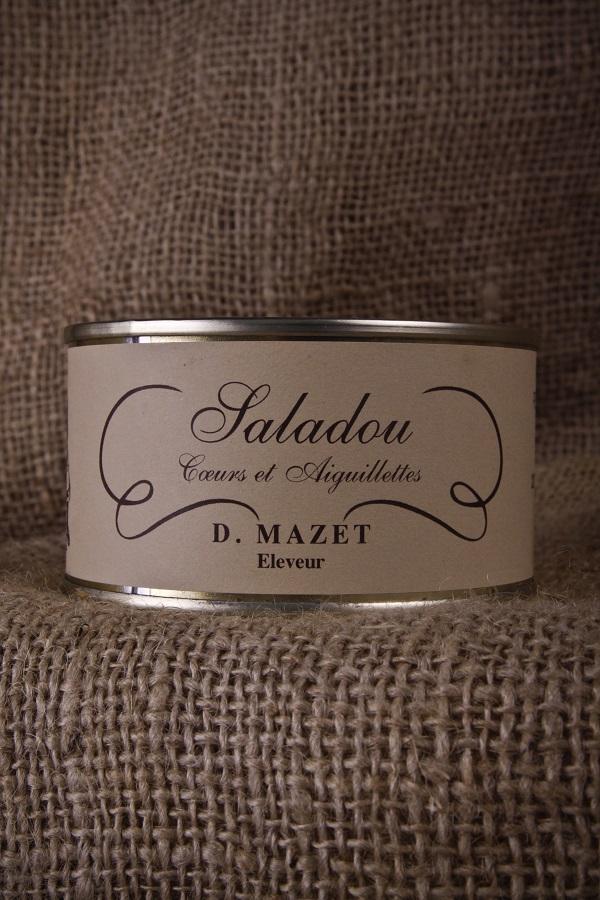 Saladou
Cœurs et Aiguillettes
D. MAZET
Eleveur